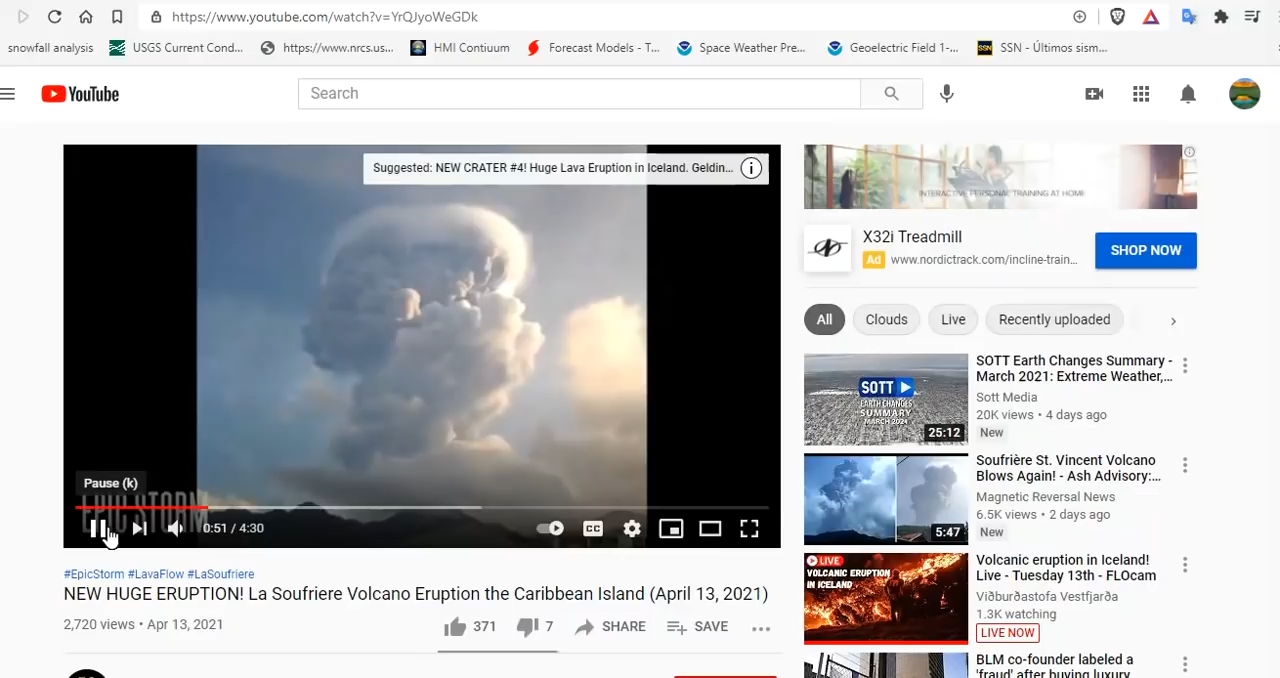 https://www.youtube.com/watch?v=YrQJyoWeGDk
snowfall analysis USGS Current Cond... https://www.nrcs.us... HMI Contiuum Forecast Models - T... Space Weather Pre... Geoelectric Field 1-... SSN - Últimos sism...
YouTube
Search
Suggested: NEW CRATER #4! Huge Lava Eruption in Iceland. Geldin...
INTERACTIVE PERSONAL TRAINING AT HOME
X32i Treadmill
Ad www.nordictrack.com/incline-train...
SHOP NOW
All Clouds Live Recently uploaded
SOTT
EARTH CHANGES
SUMMARY
MARCH 2021
25:12
SOTT Earth Changes Summary -
March 2021: Extreme Weather,...
Sott Media
20K views • 4 days ago
New
5:47
Soufrière St. Vincent Volcano
Blows Again! - Ash Advisory:...
Magnetic Reversal News
6.5K views • 2 days ago
New
LIVE
VOLCANIC ERUPTION
IN ICELAND
Volcanic eruption in Iceland!
Live - Tuesday 13th - FLOcam
Viðburðastofa Vestfjarða
1.3K watching
LIVE NOW
BLM co-founder labeled a
'fraud' after buying luxury
Pause (k)
EPIC STORM
0:51 / 4:30
CC
#EpicStorm #LavaFlow #LaSoufriere
NEW HUGE ERUPTION! La Soufriere Volcano Eruption the Caribbean Island (April 13, 2021)
2,720 views • Apr 13, 2021
371 7 SHARE SAVE